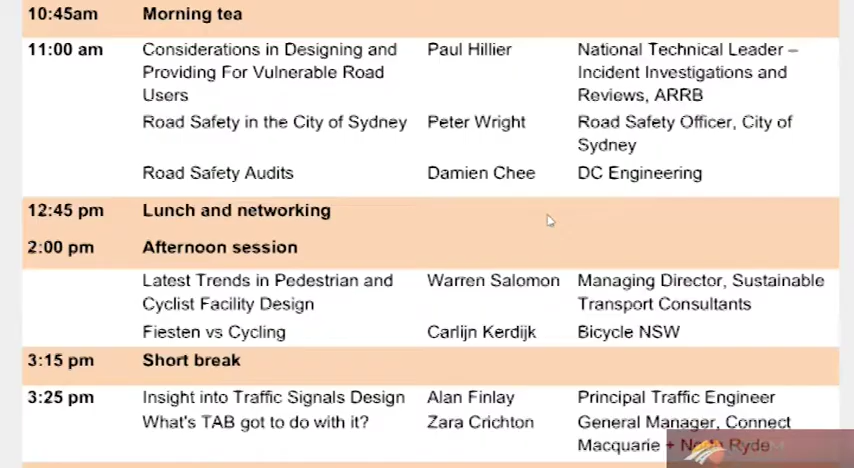 10:45am Morning tea
11:00 am Considerations in Designing and Paul Hillier National Technical Leader –
Providing For Vulnerable Road Incident Investigations and
Users Reviews, ARRB
Road Safety in the City of Sydney Peter Wright Road Safety Officer, City of
Sydney
Road Safety Audits Damien Chee DC Engineering
12:45 pm Lunch and networking
2:00 pm Afternoon session
Latest Trends in Pedestrian and Warren Salomon Managing Director, Sustainable
Cyclist Facility Design Transport Consultants
Fiesten vs Cycling Carlijn Kerdijk Bicycle NSW
3:15 pm Short break
3:25 pm Insight into Traffic Signals Design Alan Finlay Principal Traffic Engineer
What's TAB got to do with it? Zara Crichton General Manager, Connect
Macquarie + North Ryde